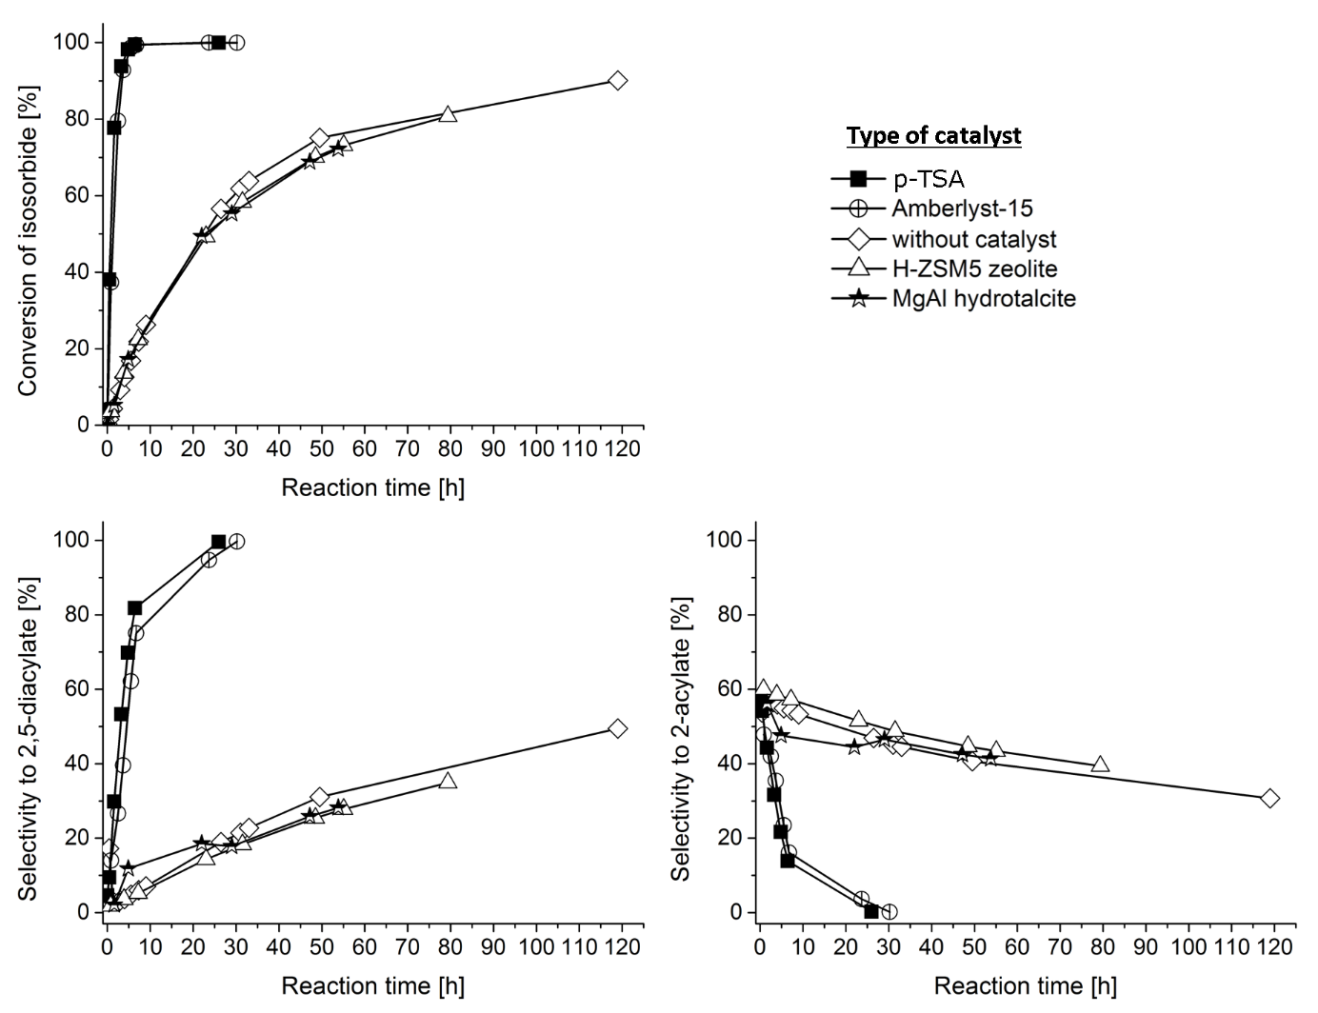 Conversion of isosorbide [%]
100
80
60
40
20
0
0 10 20 30 40 50 60 70 80 90 100 110 120
Reaction time [h]
Type of catalyst
p-TSA
Amberlyst-15
without catalyst
H-ZSM5 zeolite
MgAl hydrotalcite
Selectivity to 2,5-diacylate [%]
100
80
60
40
20
0
0 10 20 30 40 50 60 70 80 90 100 110 120
Reaction time [h]
Selectivity to 2-acylate [%]
100
80
60
40
20
0
0 10 20 30 40 50 60 70 80 90 100 110 120
Reaction time [h]